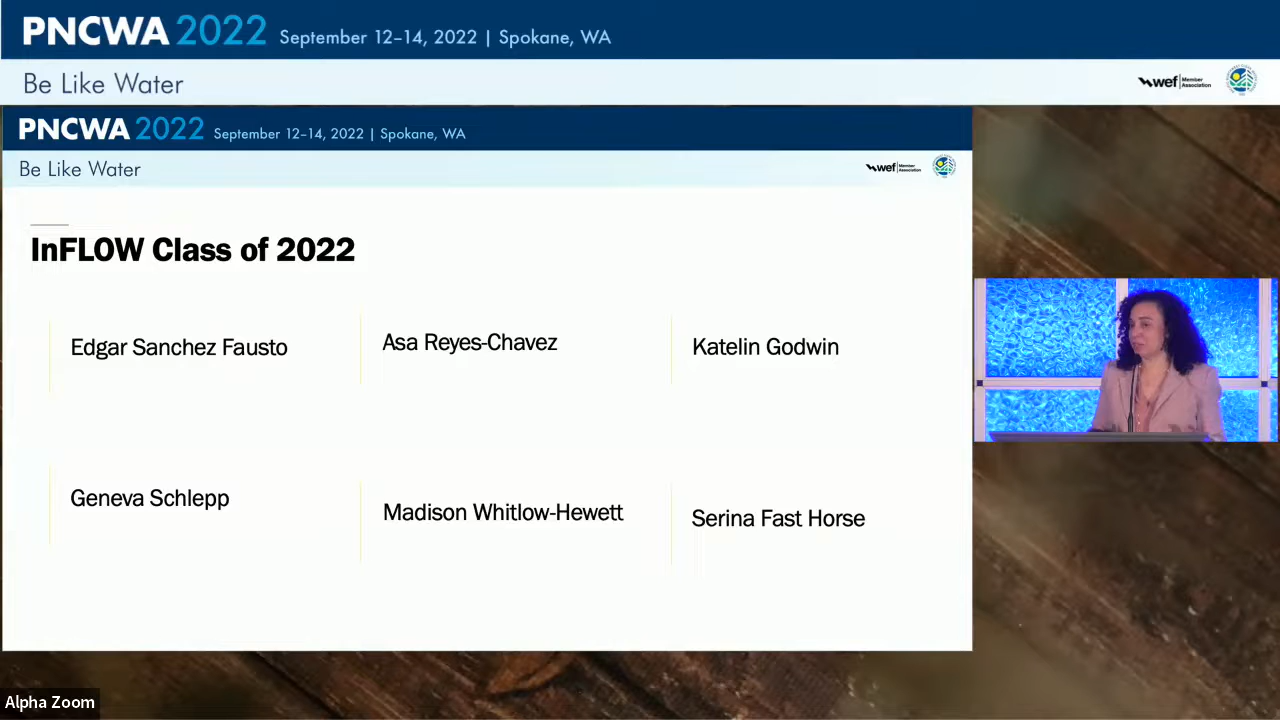 PNCWA 2022 September 12–14, 2022 | Spokane, WA
Be Like Water
wef Member Association
PNCWA 2022 September 12–14, 2022 | Spokane, WA
Be Like Water
wef Member Association
InFLOW Class of 2022
Edgar Sanchez Fausto
Asa Reyes-Chavez
Katelin Godwin
Geneva Schlepp
Madison Whitlow-Hewett
Serina Fast Horse
Alpha Zoom